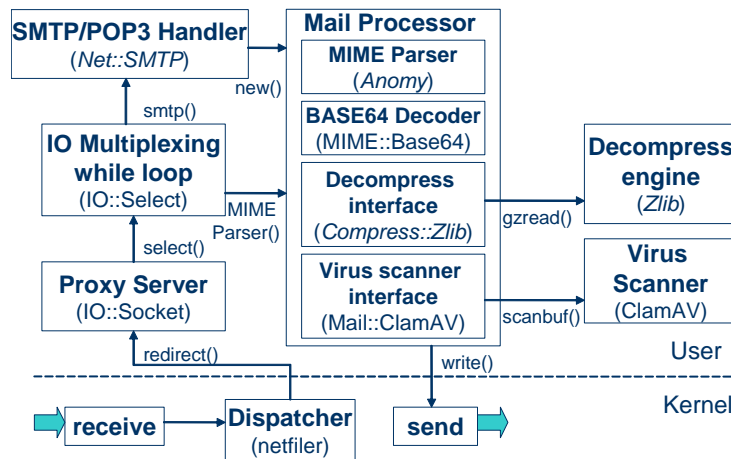 SMTP/POP3 Handler
(Net::SMTP)
Mail Processor
MIME Parser
(Anomy)
new()
smtp()
BASE64 Decoder
(MIME::Base64)
IO Multiplexing
while loop
(IO::Select)
MIME
Parser()
Decompress
interface
(Compress::Zlib)
gzread()
Decompress
engine
(Zlib)
select()
Proxy Server
(IO::Socket)
Virus scanner
interface
(Mail::ClamAV)
scanbuf()
Virus
Scanner
(ClamAV)
redirect()
write()
User
Kernel
receive
Dispatcher
(netfiler)
send